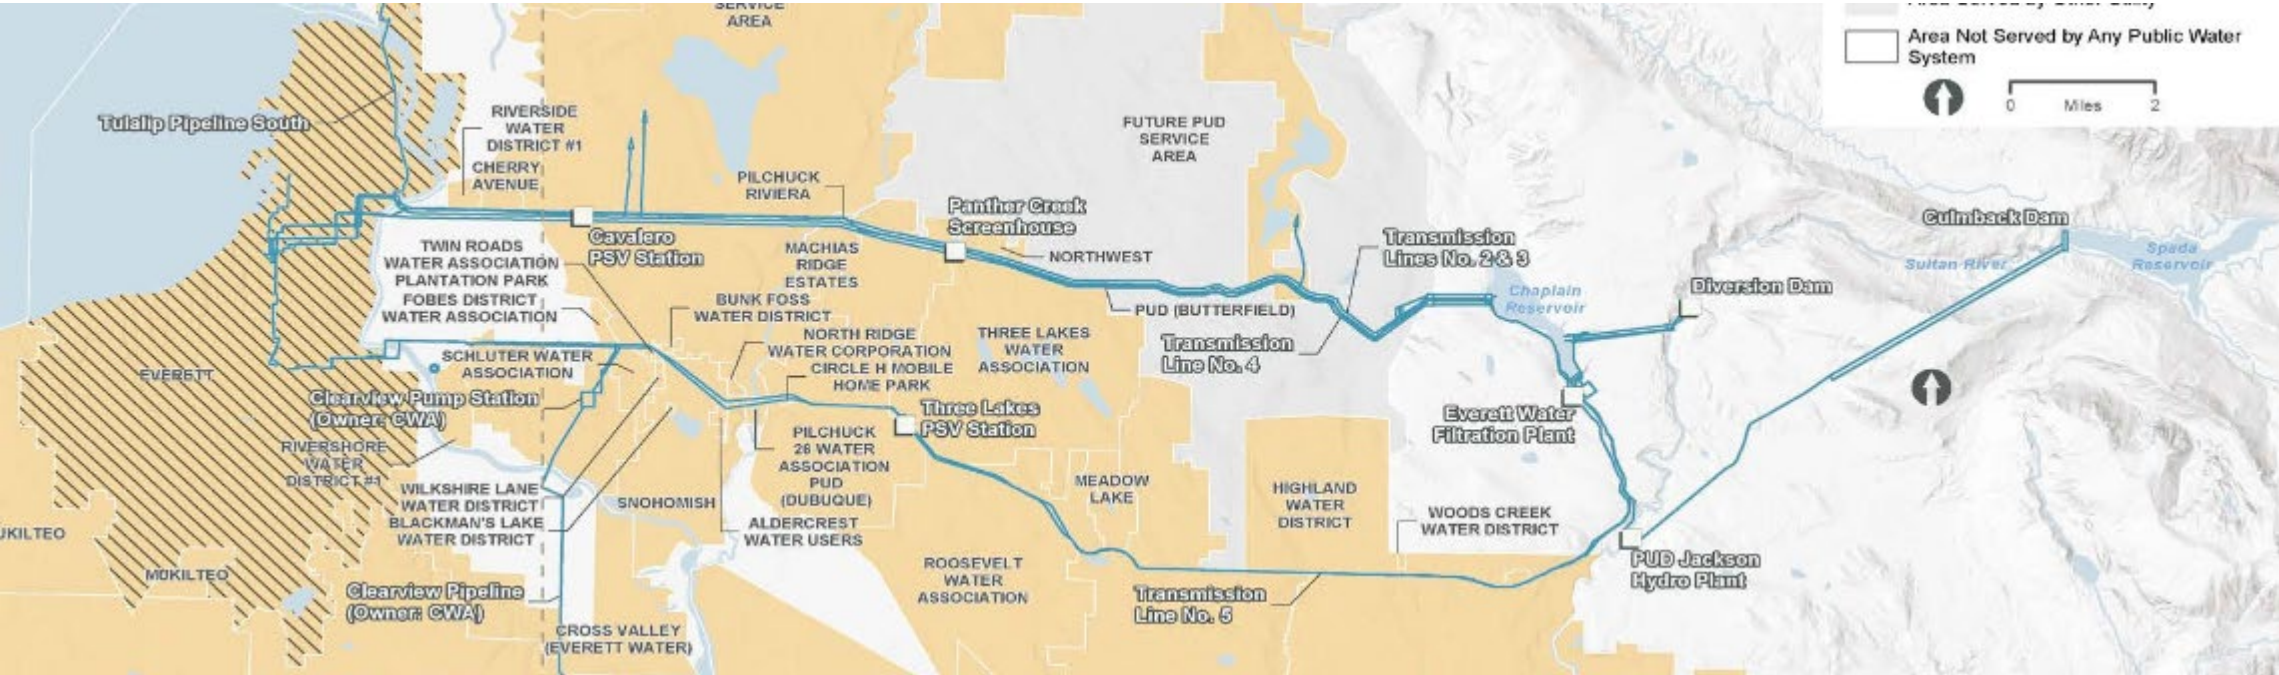 SERVICE
AREA
Area Not Served by Any Public Water
System
0 Miles 2
Tulalip Pipeline South
RIVERSIDE
WATER
DISTRICT #1
CHERRY
AVENUE
PILCHUCK
RIVIERA
FUTURE PUD
SERVICE
AREA
Panther Creek
Screenhouse
Cavalero
PSV Station
NORTHWEST
Transmission
Lines No. 2 & 3
Culmback Dam
Spada
Reservoir
Sultan River
Chaplain
Reservoir
Diversion Dam
TWIN ROADS
WATER ASSOCIATION
PLANTATION PARK
FOBES DISTRICT
WATER ASSOCIATION
MACHIAS
RIDGE
ESTATES
BUNK FOSS
WATER DISTRICT
PUD (BUTTERFIELD)
NORTH RIDGE
WATER CORPORATION
CIRCLE H MOBILE
HOME PARK
THREE LAKES
WATER
ASSOCIATION
Transmission
Line No. 4
SCHLUTER WATER
ASSOCIATION
EVERETT
Clearview Pump Station
(Owner: CWA)
Three Lakes
PSV Station
Everett Water
Filtration Plant
RIVERSHORE
WATER
DISTRICT #1
PILCHUCK
26 WATER
ASSOCIATION
PUD
(DUBUQUE)
MEADOW
LAKE
HIGHLAND
WATER
DISTRICT
WOODS CREEK
WATER DISTRICT
WILKSHIRE LANE
WATER DISTRICT
BLACKMAN'S LAKE
WATER DISTRICT
SNOHOMISH
ALDERCREST
WATER USERS
UKILTEO
MUKILTEO
Clearview Pipeline
(Owner: CWA)
ROOSEVELT
WATER
ASSOCIATION
Transmission
Line No. 5
PUD Jackson
Hydro Plant
CROSS VALLEY
(EVERETT WATER)